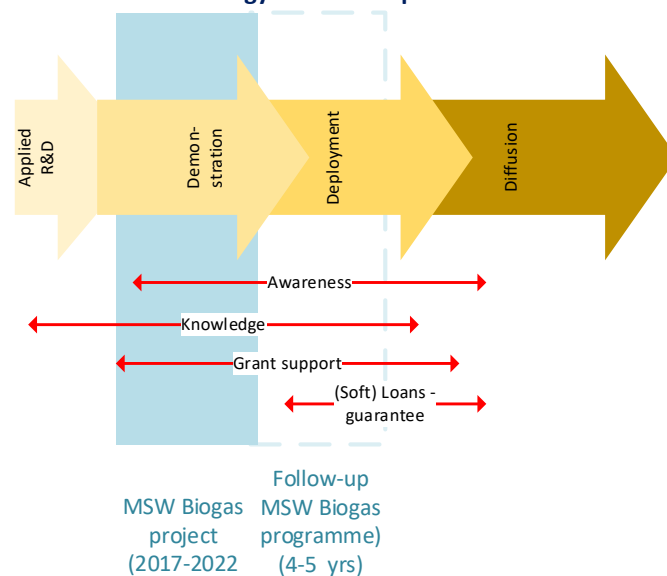 Applied
R&D
Demon-
stration
Deployment
Diffusion
Awareness
Knowledge
Grant support
(Soft) Loans -
guarantee
MSW Biogas
project
(2017-2022
Follow-up
MSW Biogas
programme)
(4-5 yrs)